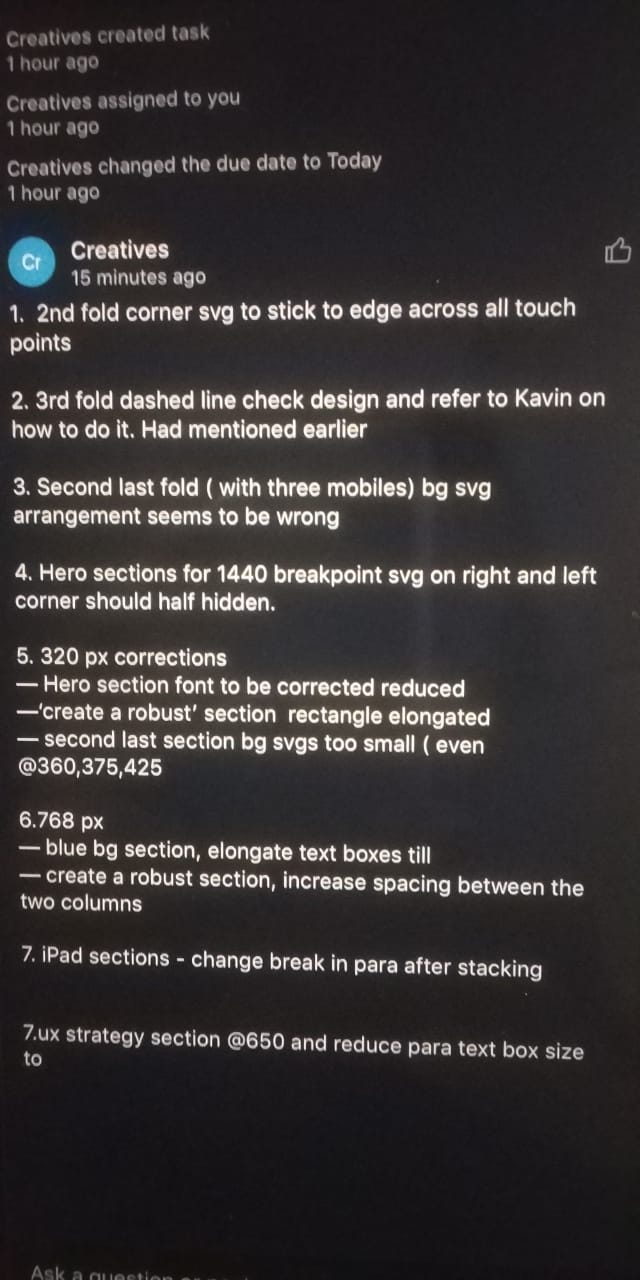 Creatives created task
1 hour ago
Creatives assigned to you
1 hour ago
Creatives changed the due date to Today
1 hour ago
Cr
Creatives
15 minutes ago
1.  2nd fold corner svg to stick to edge across all touch
points
2. 3rd fold dashed line check design and refer to Kavin on
how to do it. Had mentioned earlier
3. Second last fold ( with three mobiles) bg svg
arrangement seems to be wrong
4. Hero sections for 1440 breakpoint svg on right and left
corner should half hidden.
5. 320 px corrections
— Hero section font to be corrected reduced
—‘create a robust’ section  rectangle elongated
— second last section bg svgs too small ( even
@360,375,425
6.768 px
— blue bg section, elongate text boxes till
— create a robust section, increase spacing between the
two columns
7. iPad sections - change break in para after stacking
7.ux strategy section @650 and reduce para text box size
to
Ask a question